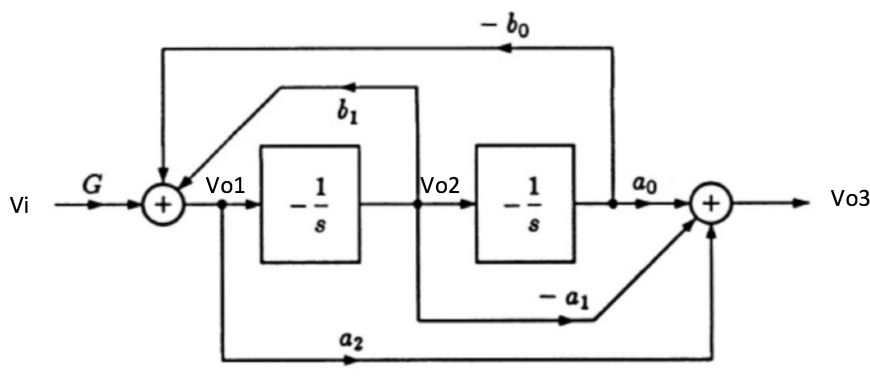 - b₀
b₁
Vi
G
+
Vo1
- 1/s
Vo2
- 1/s
a₀
+
Vo3
- a₁
a₂